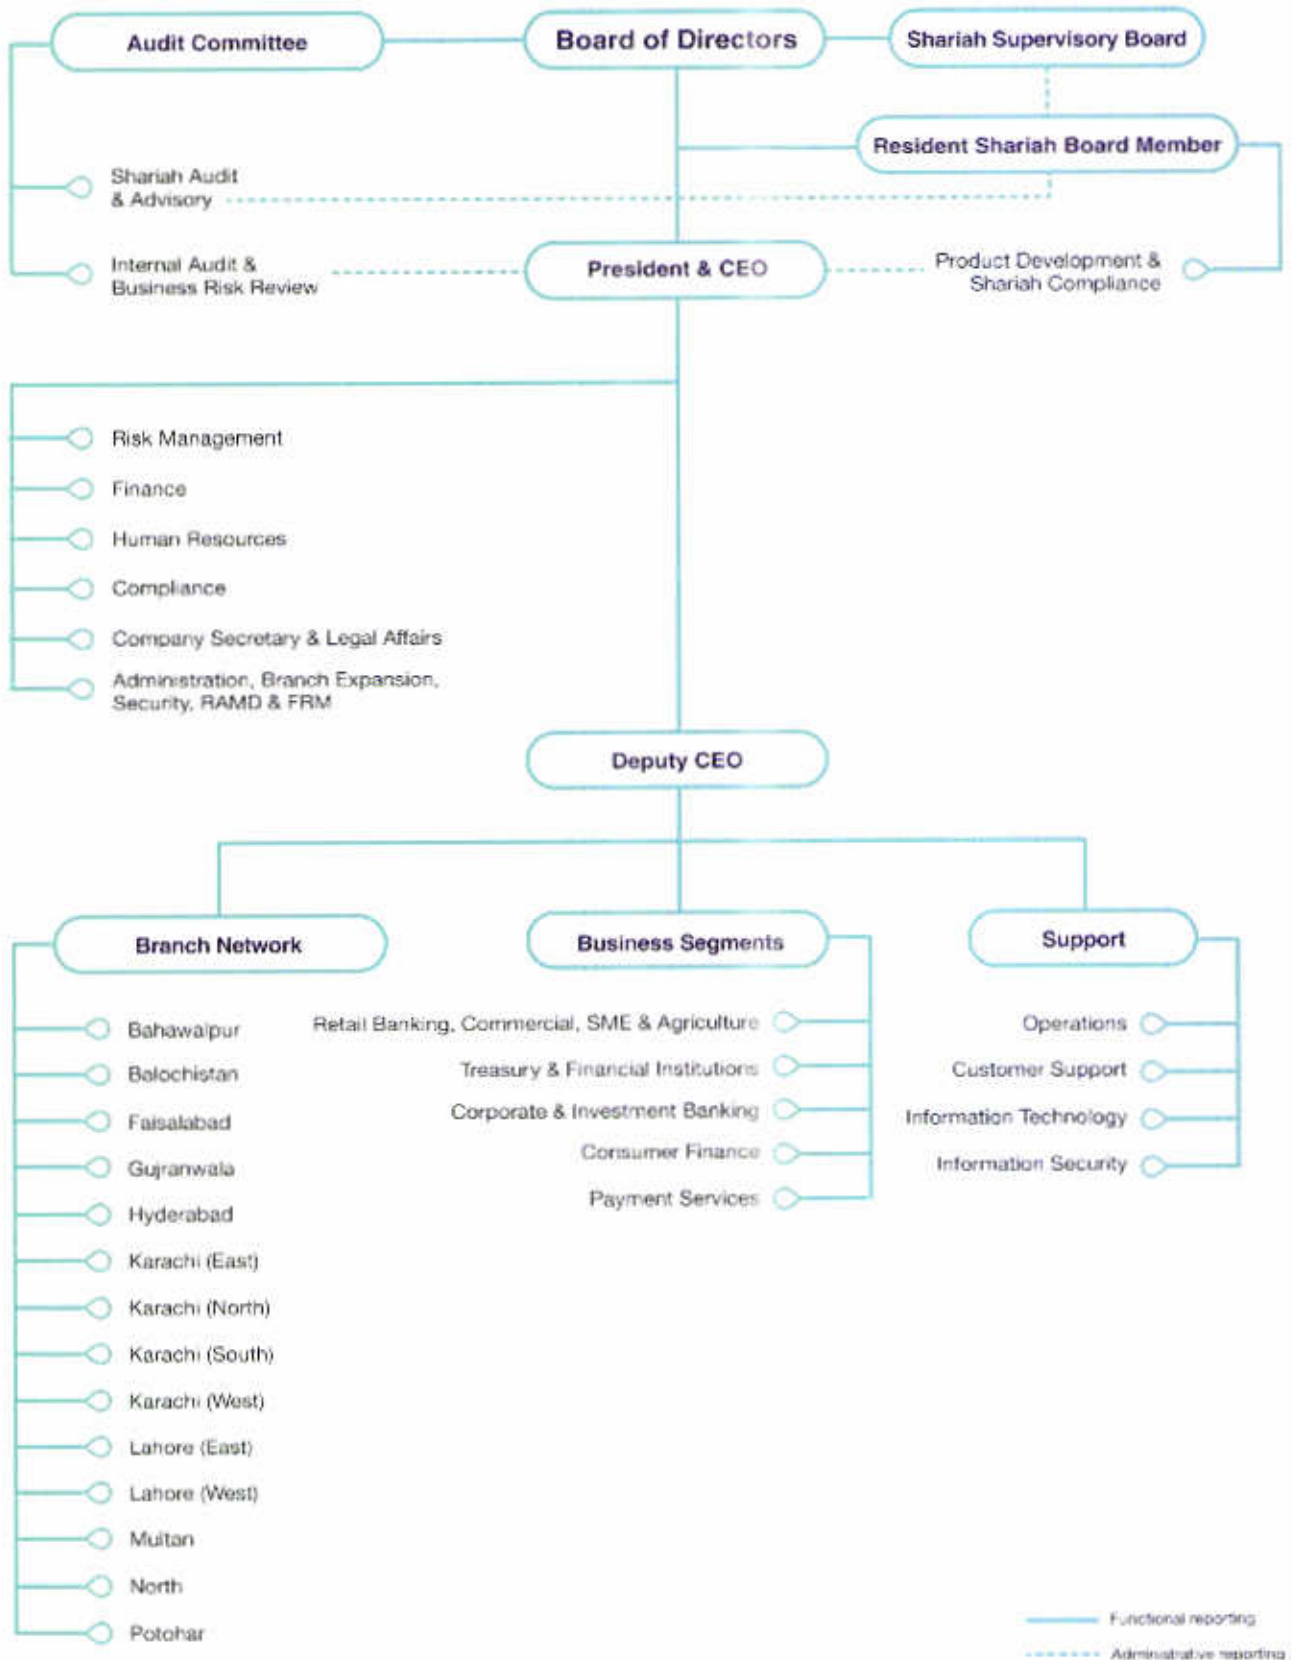 Audit Committee
Board of Directors
Shariah Supervisory Board
Resident Shariah Board Member
Shariah Audit
& Advisory
Internal Audit &
Business Risk Review
President & CEO
Product Development &
Shariah Compliance
Risk Management
Finance
Human Resources
Compliance
Company Secretary & Legal Affairs
Administration, Branch Expansion,
Security, RAMD & FRM
Deputy CEO
Branch Network
Bahawalpur
Balochistan
Faisalabad
Gujranwala
Hyderabad
Karachi (East)
Karachi (North)
Karachi (South)
Karachi (West)
Lahore (East)
Lahore (West)
Multan
North
Potohar
Business Segments
Retail Banking, Commercial, SME & Agriculture
Treasury & Financial Institutions
Corporate & Investment Banking
Consumer Finance
Payment Services
Support
Operations
Customer Support
Information Technology
Information Security
Functional reporting
Administrative reporting